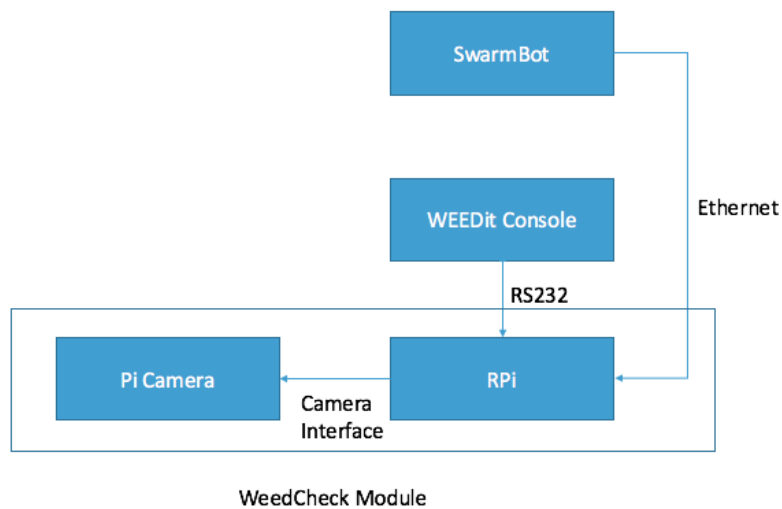 SwarmBot
Ethernet
WEEDit Console
RS232
Pi Camera
RPi
Camera
Interface
WeedCheck Module